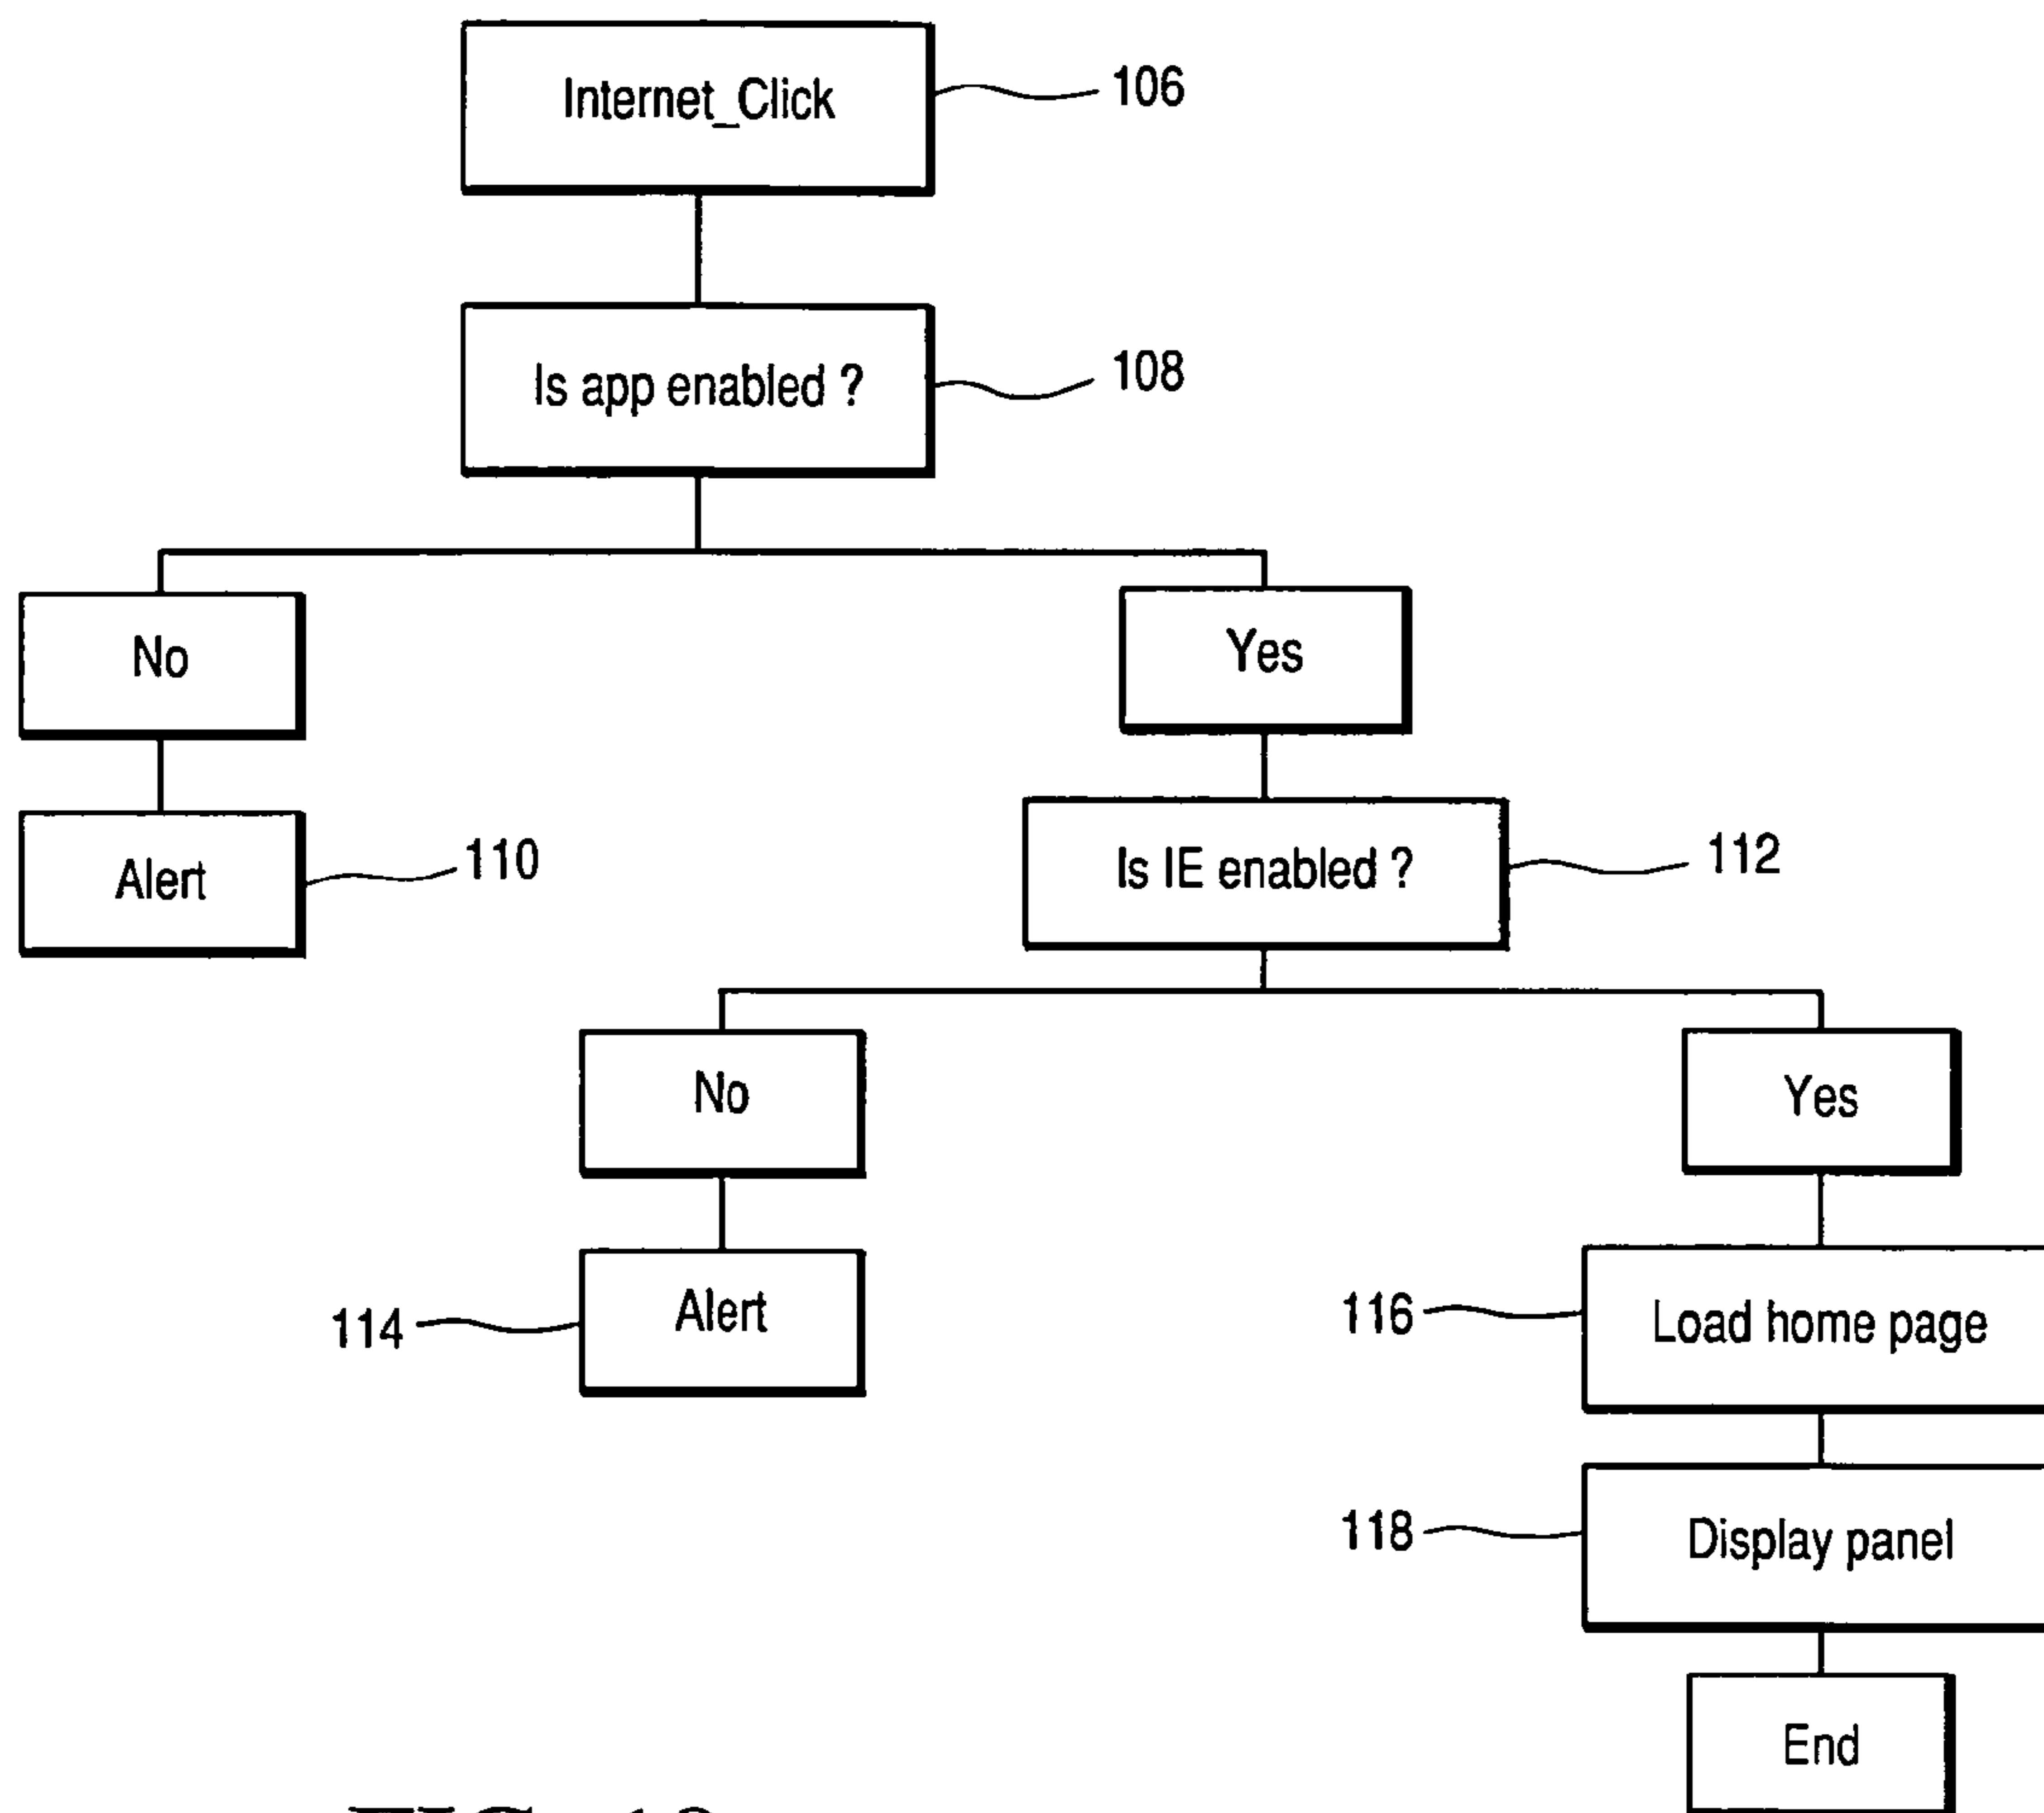 Internet_Click
106
Is app enabled ?
108
No
Yes
Alert
110
Is IE enabled ?
112
No
Yes
Alert
114
116
Load home page
118
Display panel
End